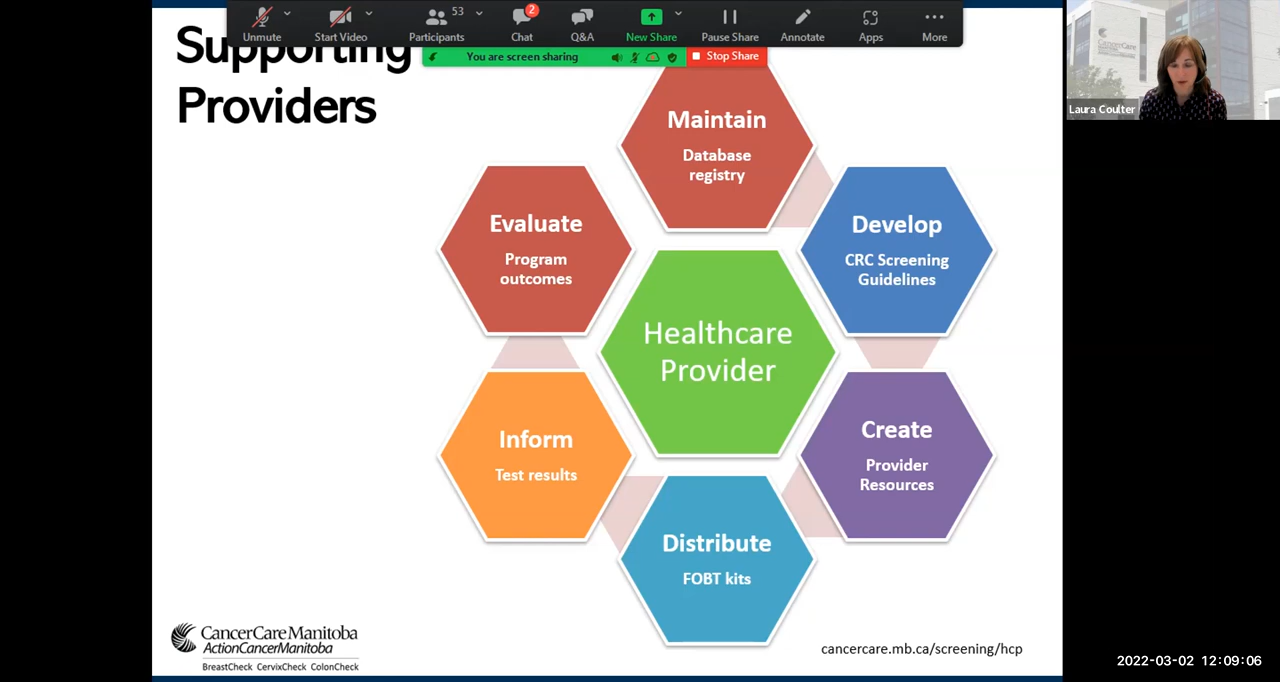 Unmute
Start Video
53
Participants
2
Chat
Q&A
New Share
Pause Share
Annotate
Apps
More
You are screen sharing
Stop Share
Laura Coulter
CancerCare
Supporting
Providers
Maintain
Database
registry
Develop
CRC Screening
Guidelines
Create
Provider
Resources
Distribute
FOBT kits
Inform
Test results
Evaluate
Program
outcomes
Healthcare
Provider
CancerCareManitoba
ActionCancerManitoba
BreastCheck CervixCheck ColonCheck
cancercare.mb.ca/screening/hcp
2022-03-02 12:09:06